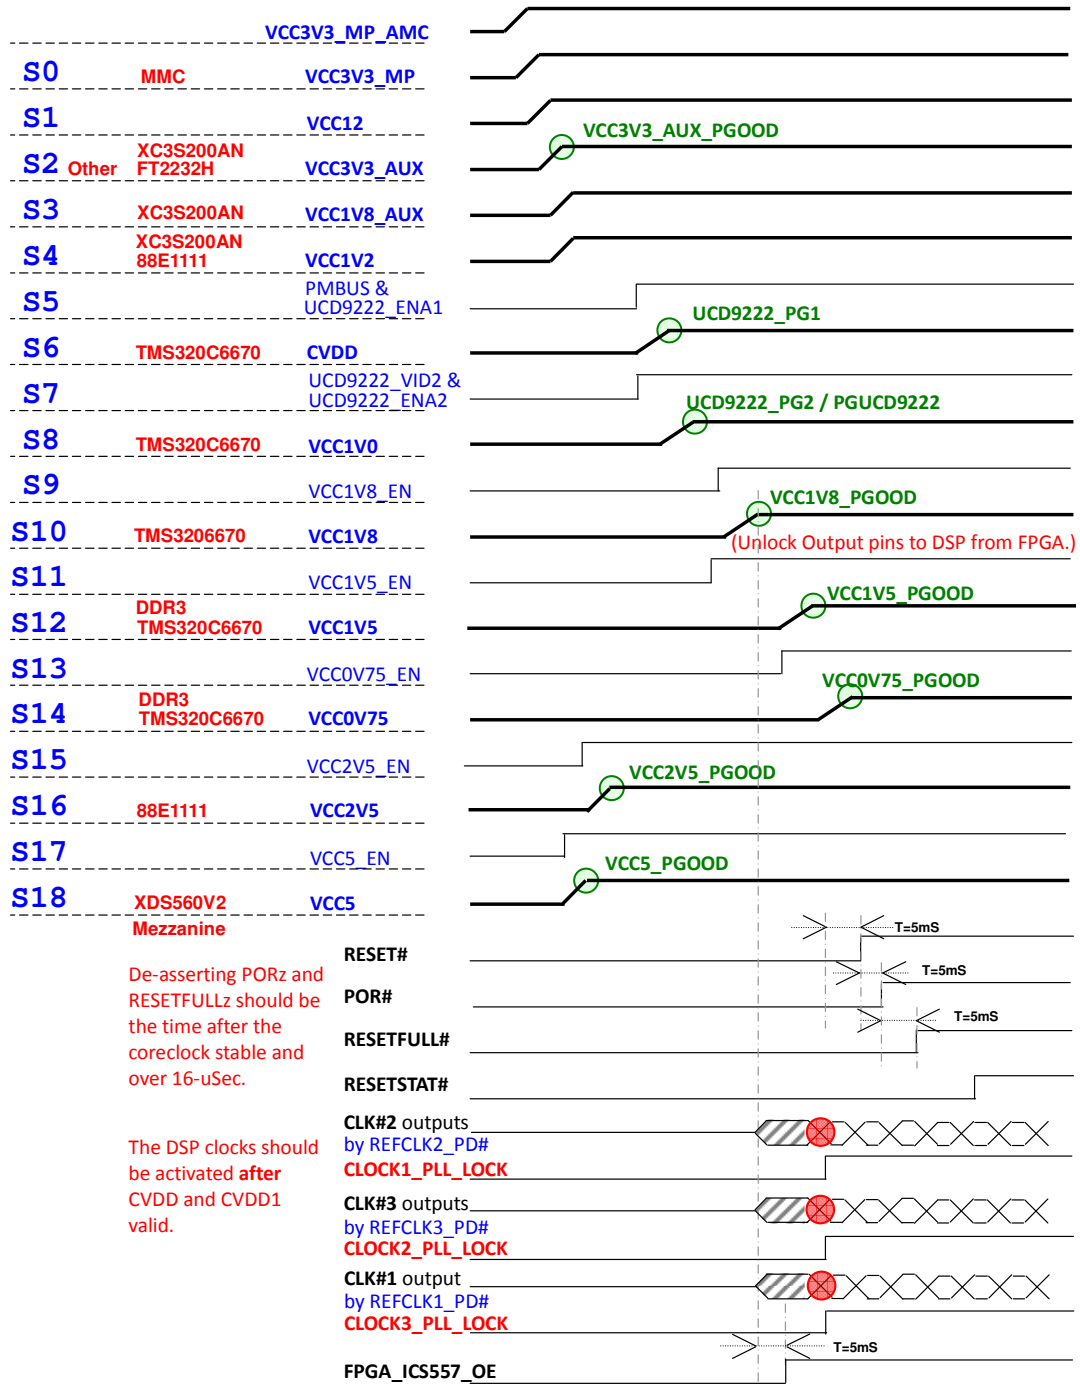 VCC3V3_MP_AMC
S0 MMC VCC3V3_MP
S1 VCC12
VCC3V3_AUX_PGOOD
XC3S200AN
S2 Other FT2232H VCC3V3_AUX
S3 XC3S200AN VCC1V8_AUX
XC3S200AN
S4 88E1111 VCC1V2
PMBUS &
S5 UCD9222_ENA1
UCD9222_PG1
S6 TMS320C6670 CVDD
UCD9222_VID2 &
S7 UCD9222_ENA2
UCD9222_PG2 / PGUCD9222
S8 TMS320C6670 VCC1V0
S9 VCC1V8_EN
VCC1V8_PGOOD
S10 TMS3206670 VCC1V8
(Unlock Output pins to DSP from FPGA.)
S11 VCC1V5_EN
VCC1V5_PGOOD
DDR3
S12 TMS320C6670 VCC1V5
S13 VCC0V75_EN
VCC0V75_PGOOD
DDR3
S14 TMS320C6670 VCC0V75
S15 VCC2V5_EN
VCC2V5_PGOOD
S16 88E1111 VCC2V5
S17 VCC5_EN
VCC5_PGOOD
S18 XDS560V2 VCC5
Mezzanine
T=5mS
RESET#
De-asserting PORz and
RESETFULLz should be
the time after the
coreclock stable and
over 16-uSec.
T=5mS
POR#
T=5mS
RESETFULL#
RESETSTAT#
The DSP clocks should
be activated after
CVDD and CVDD1
valid.
CLK#2 outputs
by REFCLK2_PD#
CLOCK1_PLL_LOCK
CLK#3 outputs
by REFCLK3_PD#
CLOCK2_PLL_LOCK
CLK#1 output
by REFCLK1_PD#
CLOCK3_PLL_LOCK
T=5mS
FPGA_ICS557_OE